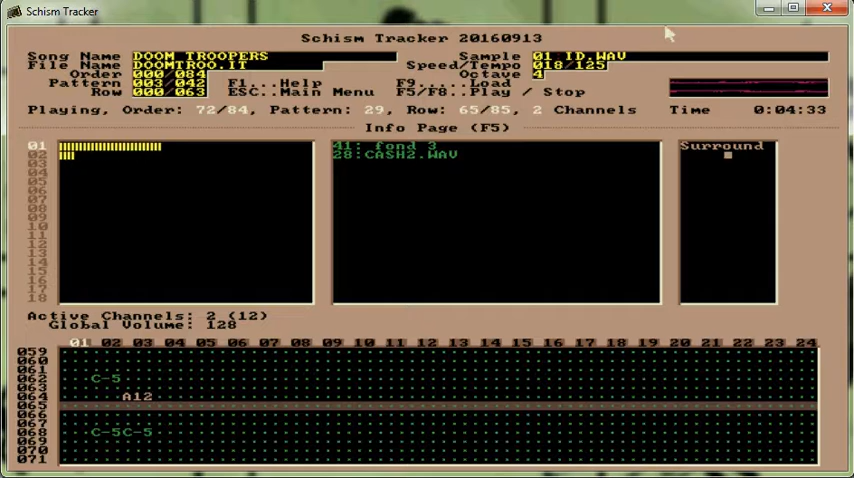 Schism Tracker
Schism Tracker 20160913
Song Name DOOM TROOPERS Sample 01 ID.WAV
File Name DOOMTROO.IT Speed/Tempo 018/125
Order 000/084 Octave 4
Pattern 003/042 F1...Help F9.....Load
Row 000/063 ESC..Main Menu F5/F8..Play / Stop
Playing, Order: 72/84, Pattern: 29, Row: 65/85, 2 Channels Time 0:04:33
Info Page (F5)
01 41: fond 3 Surround
02 28:CASH2.WAV
03
04
05
06
07
08
09
10
11
12
13
14
15
16
17
18
Active Channels: 2 (12)
Global Volume: 128
01 02 03 04 05 06 07 08 09 10 11 12 13 14 15 16 17 18 19 20 21 22 23 24
059
060
061
062 C-5
063
064 A12
065
066
067
068 C-5C-5
069
070
071